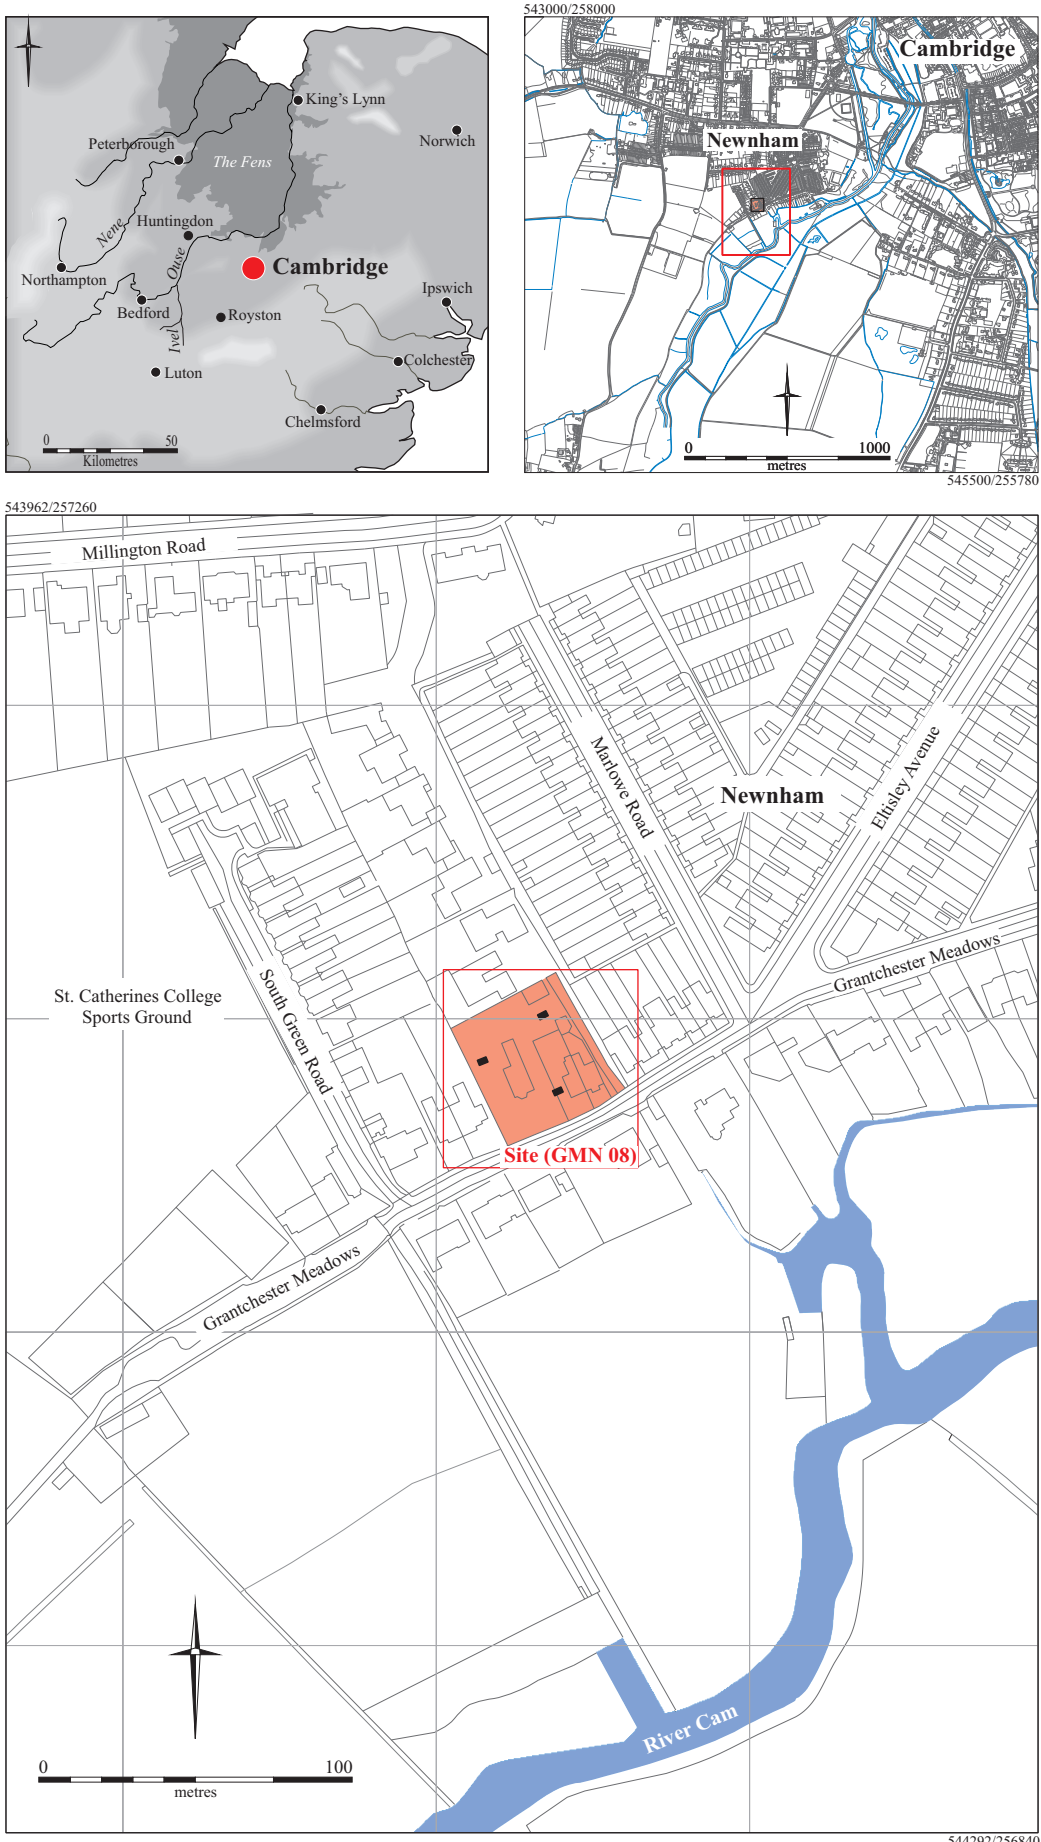 King's Lynn
Norwich
Peterborough
The Fens
Nene
Huntingdon
Ouse
Cambridge
Northampton
Bedford
Ipswich
Royston
Ivel
Luton
Colchester
Chelmsford
0 50
Kilometres
543000/258000
Cambridge
Newnham
0 1000
metres
545500/255780
543962/257260
Millington Road
Marlowe Road
Newnham
Eltisley Avenue
Grantchester Meadows
St. Catherines College
Sports Ground
South Green Road
Site (GMN 08)
Grantchester Meadows
River Cam
0 100
metres
544292/256840